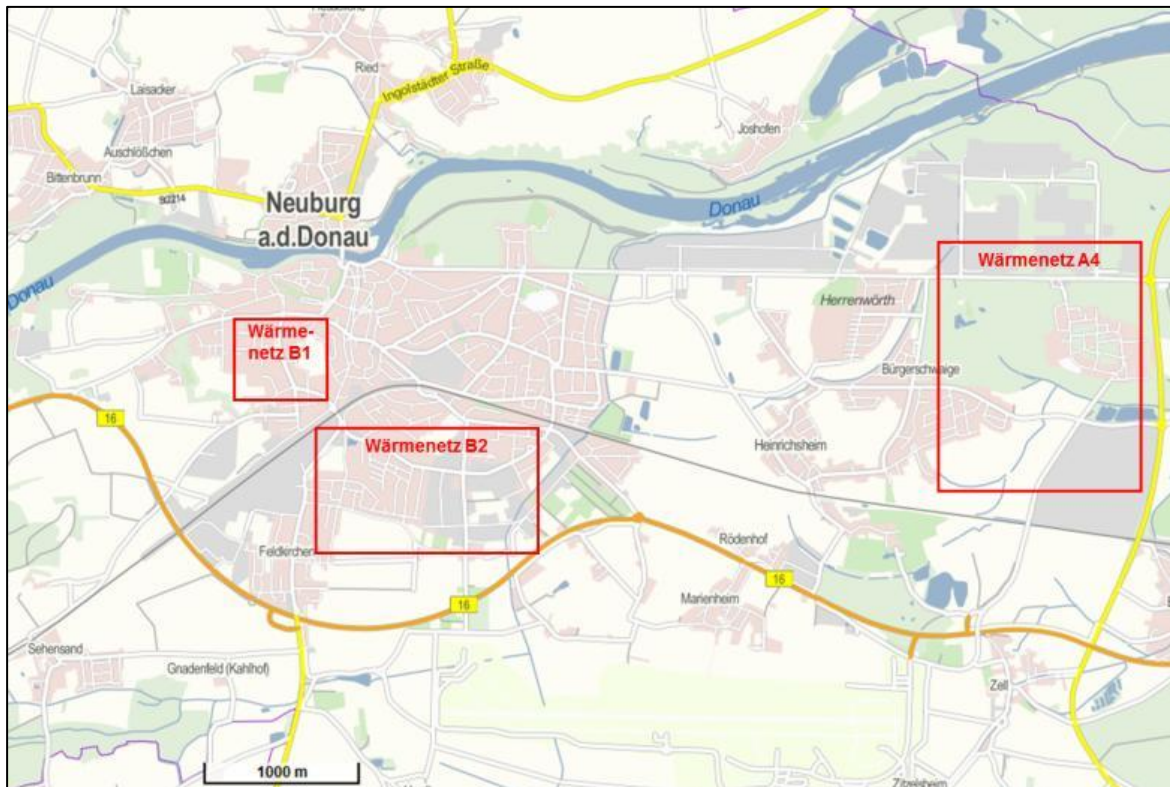 Ried
Laisacker
Ingolstädter Straße
Joshofen
Auschlößchen
Bittenbrunn
St2214
Neuburg
a.d.Donau
Donau
Donau
Wärmenetz A4
Herrenwörth
Wärme-
netz B1
Bürgerschwaige
16
Wärmenetz B2
Heinrichsheim
Rödenhof
Feldkirchen
16
16
Marienheim
Sehensand
Gnadenfeld (Kahlhof)
Zell
1000 m